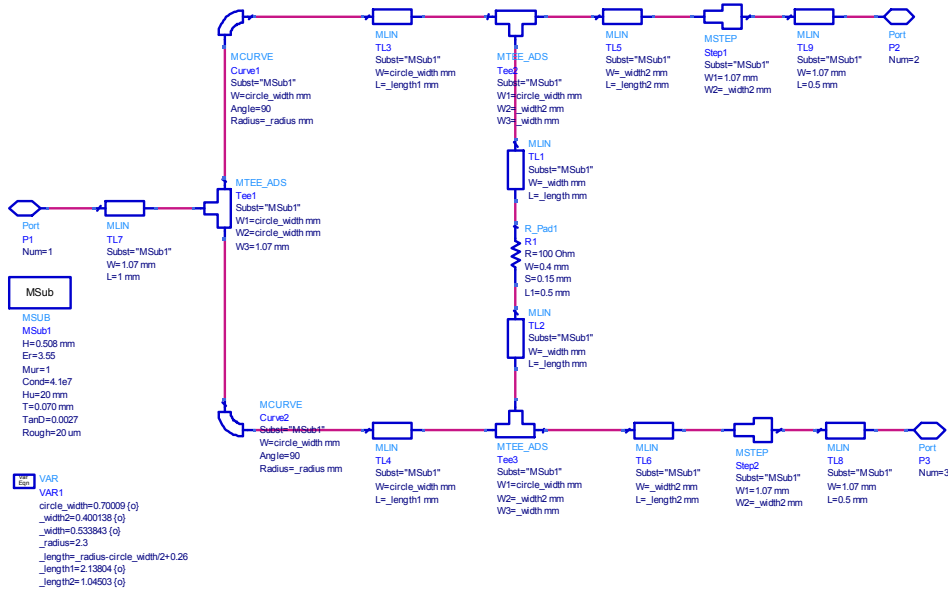 MCURVE
Curve1
Subst="MSub1"
W=circle_width mm
Angle=90
Radius=_radius mm
MLIN
TL3
Subst="MSub1"
W=circle_width mm
L=_length1 mm
MTEE_ADS
Tee2
Subst="MSub1"
W1=circle_width mm
W2=_width2 mm
W3=_width mm
MLIN
TL5
Subst="MSub1"
W=_width2 mm
L=_length2 mm
MSTEP
Step1
Subst="MSub1"
W1=1.07 mm
W2=_width2 mm
MLIN
TL9
Subst="MSub1"
W=1.07 mm
L=0.5 mm
Port
P2
Num=2
MLIN
TL1
Subst="MSub1"
W=_width mm
L=_length mm
Port
P1
Num=1
MLIN
TL7
Subst="MSub1"
W=1.07 mm
L=1 mm
MTEE_ADS
Tee1
Subst="MSub1"
W1=circle_width mm
W2=circle_width mm
W3=1.07 mm
R_Pad1
R1
R=100 Ohm
W=0.4 mm
S=0.15 mm
L1=0.5 mm
MSub
MSUB
MSub1
H=0.508 mm
Er=3.55
Mur=1
Cond=4.1e7
Hu=20 mm
T=0.070 mm
TanD=0.0027
Rough=20 um
MLIN
TL2
Subst="MSub1"
W=_width mm
L=_length mm
MCURVE
Curve2
Subst="MSub1"
W=circle_width mm
Angle=90
Radius=_radius mm
MLIN
TL4
Subst="MSub1"
W=circle_width mm
L=_length1 mm
MTEE_ADS
Tee3
Subst="MSub1"
W1=circle_width mm
W2=_width2 mm
W3=_width mm
MLIN
TL6
Subst="MSub1"
W=_width2 mm
L=_length2 mm
MSTEP
Step2
Subst="MSub1"
W1=1.07 mm
W2=_width2 mm
MLIN
TL8
Subst="MSub1"
W=1.07 mm
L=0.5 mm
Port
P3
Num=3
Var
Eqn
VAR
VAR1
circle_width=0.70009 {o}
_width2=0.400138 {o}
_width=0.533843 {o}
_radius=2.3
_length=_radius-circle_width/2+0.26
_length1=2.13804 {o}
_length2=1.04503 {o}